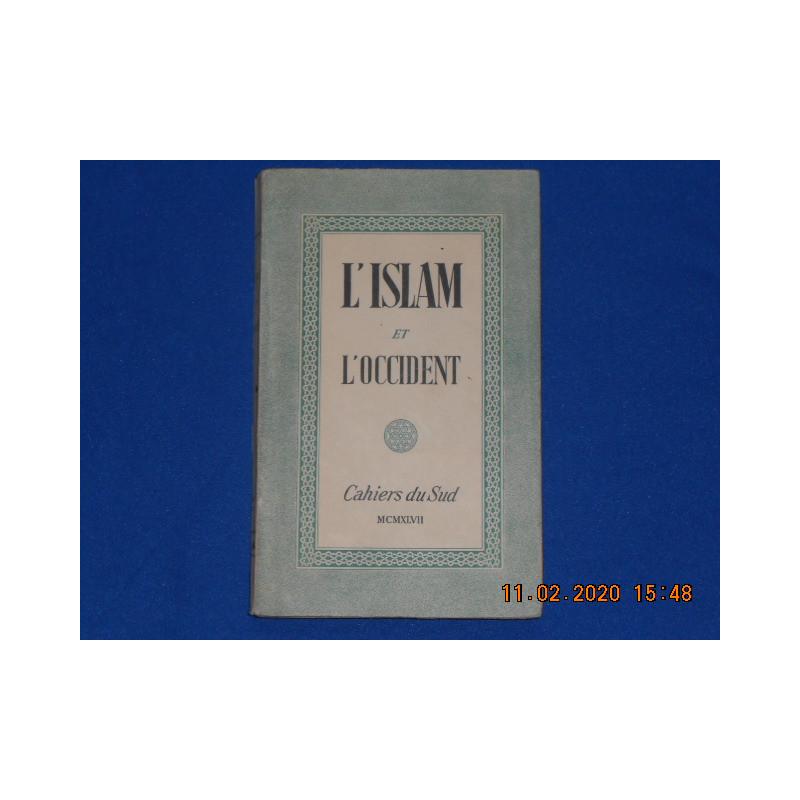 L'ISLAM
ET
L'OCCIDENT
Cahiers du Sud
MCMXLVII
11.02.2020 15:48